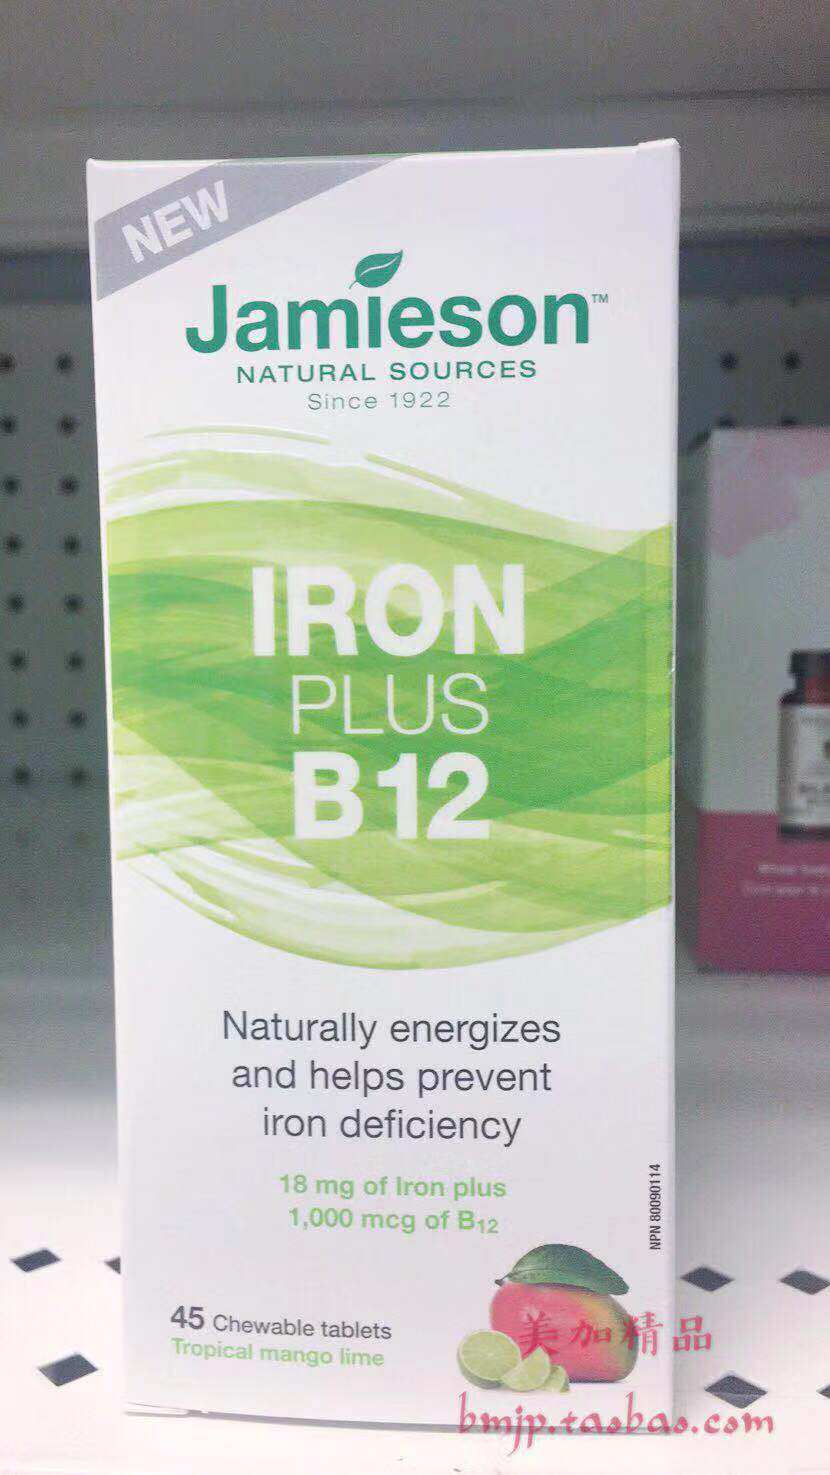 NEW
Jamieson™
NATURAL SOURCES
Since 1922
IRON
PLUS
B12
Naturally energizes
and helps prevent
iron deficiency
18 mg of Iron plus
1,000 mcg of B12
NPN 80090114
45 Chewable tablets
Tropical mango lime
美加精品
bmjp.taobao.com